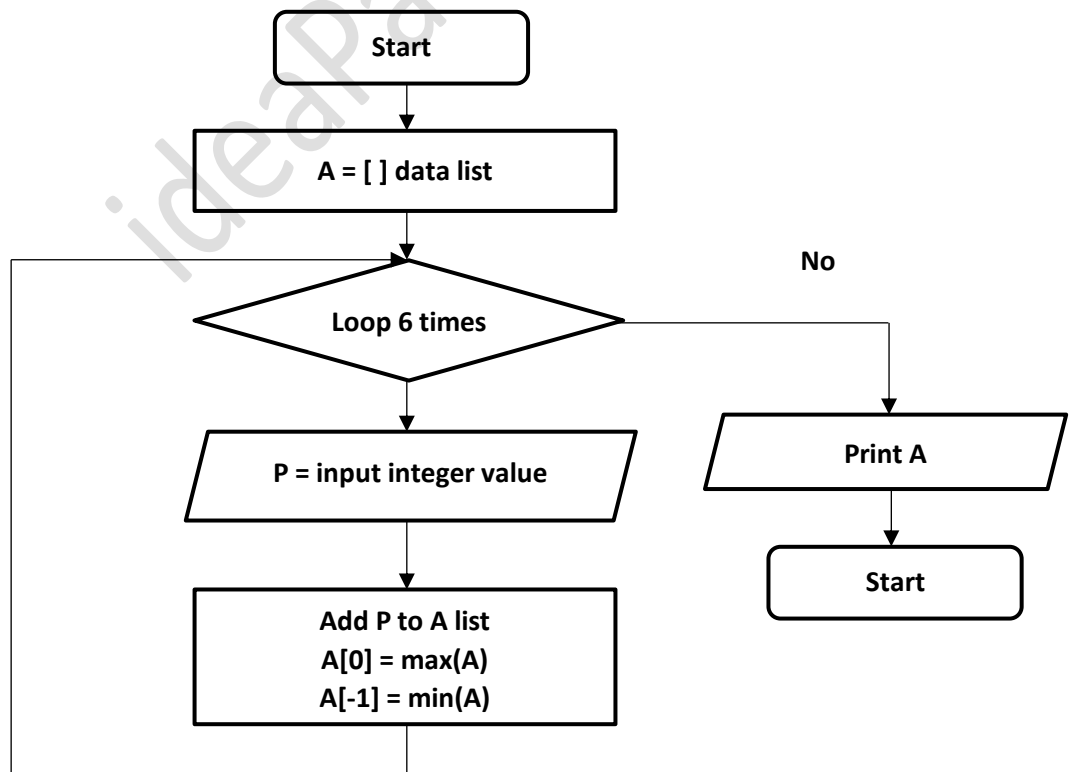 Start
A = [ ] data list
No
Loop 6 times
P = input integer value
Print A
Start
Add P to A list
A[0] = max(A)
A[-1] = min(A)